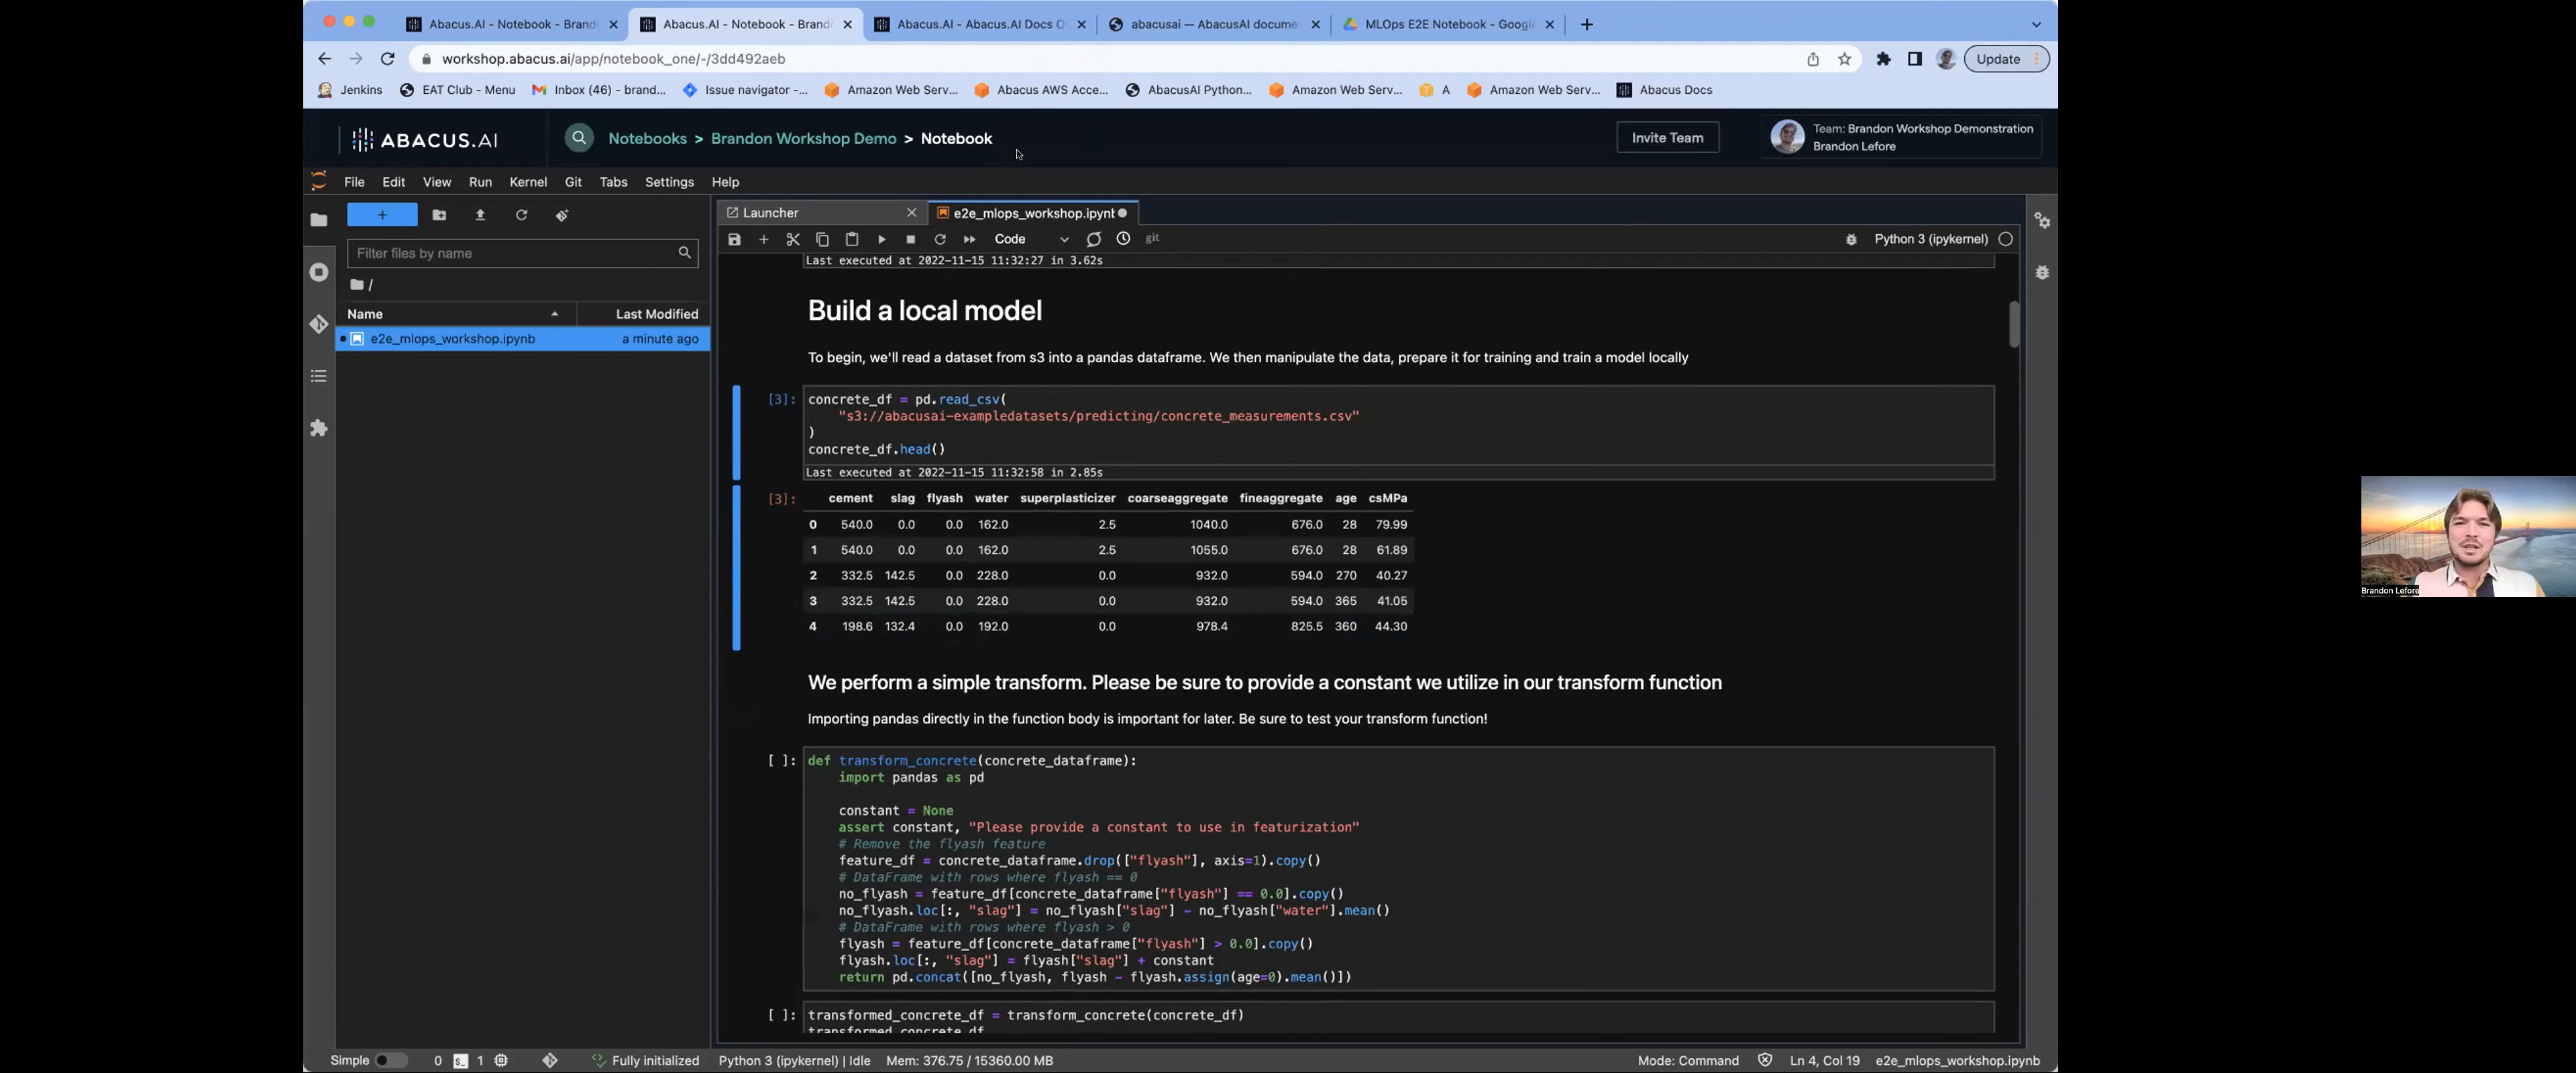 Abacus.AI - Notebook - Brand
Abacus.AI - Notebook - Brand
Abacus.AI - Abacus.AI Docs Q
abacusai — AbacusAI docume
MLOps E2E Notebook - Googl
workshop.abacus.ai/app/notebook_one/-/3dd492aeb
Update
Jenkins
EAT Club - Menu
Inbox (46) - brand...
Issue navigator -...
Amazon Web Serv...
Abacus AWS Acce...
AbacusAI Python...
Amazon Web Serv...
A
Amazon Web Serv...
Abacus Docs
ABACUS.AI
Notebooks > Brandon Workshop Demo > Notebook
Invite Team
Team: Brandon Workshop Demonstration
Brandon Lefore
File Edit View Run Kernel Git Tabs Settings Help
Filter files by name
/
Name Last Modified
e2e_mlops_workshop.ipynb a minute ago
Launcher
e2e_mlops_workshop.ipynb
Code
git
Python 3 (ipykernel)
Last executed at 2022-11-15 11:32:27 in 3.62s
Build a local model
To begin, we'll read a dataset from s3 into a pandas dataframe. We then manipulate the data, prepare it for training and train a model locally
[3]: concrete_df = pd.read_csv(
"s3://abacusai-exampledatasets/predicting/concrete_measurements.csv"
)
concrete_df.head()
Last executed at 2022-11-15 11:32:58 in 2.85s
[3]: cement slag flyash water superplasticizer coarseaggregate fineaggregate age csMPa
0 540.0 0.0 0.0 162.0 2.5 1040.0 676.0 28 79.99
1 540.0 0.0 0.0 162.0 2.5 1055.0 676.0 28 61.89
2 332.5 142.5 0.0 228.0 0.0 932.0 594.0 270 40.27
3 332.5 142.5 0.0 228.0 0.0 932.0 594.0 365 41.05
4 198.6 132.4 0.0 192.0 0.0 978.4 825.5 360 44.30
We perform a simple transform. Please be sure to provide a constant we utilize in our transform function
Importing pandas directly in the function body is important for later. Be sure to test your transform function!
[ ]: def transform_concrete(concrete_dataframe):
import pandas as pd
constant = None
assert constant, "Please provide a constant to use in featurization"
# Remove the flyash feature
feature_df = concrete_dataframe.drop(["flyash"], axis=1).copy()
# DataFrame with rows where flyash == 0
no_flyash = feature_df[concrete_dataframe["flyash"] == 0.0].copy()
no_flyash.loc[:, "slag"] = no_flyash["slag"] - no_flyash["water"].mean()
# DataFrame with rows where flyash > 0
flyash = feature_df[concrete_dataframe["flyash"] > 0.0].copy()
flyash.loc[:, "slag"] = flyash["slag"] + constant
return pd.concat([no_flyash, flyash - flyash.assign(age=0).mean()])
[ ]: transformed_concrete_df = transform_concrete(concrete_df)
transformed_concrete_df
Simple 0 1 Fully initialized Python 3 (ipykernel) | Idle Mem: 376.75 / 15360.00 MB
Mode: Command Ln 4, Col 19 e2e_mlops_workshop.ipynb
Brandon Lefore